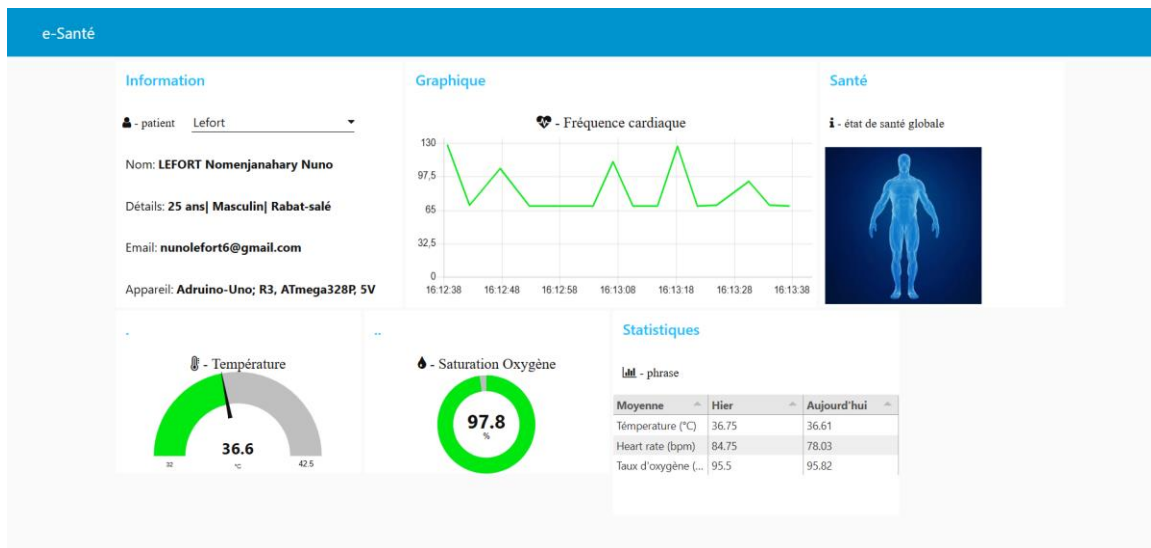 e-Santé
Information
- patient Lefort
Nom: LEFORT Nomenjanahary Nuno
Détails: 25 ans| Masculin| Rabat-salé
Email: nunolefort6@gmail.com
Appareil: Adruino-Uno; R3, ATmega328P, 5V
Graphique
- Fréquence cardiaque
130
97,5
65
32,5
0
16:12:38 16:12:48 16:12:58 16:13:08 16:13:18 16:13:28 16:13:38
Santé
i - état de santé globale
.
- Température
36.6
32 °C 42.5
..
- Saturation Oxygène
97.8
%
Statistiques
- phrase
Moyenne Hier Aujourd'hui
Témperature (°C) 36.75 36.61
Heart rate (bpm) 84.75 78.03
Taux d'oxygène (... 95.5 95.82